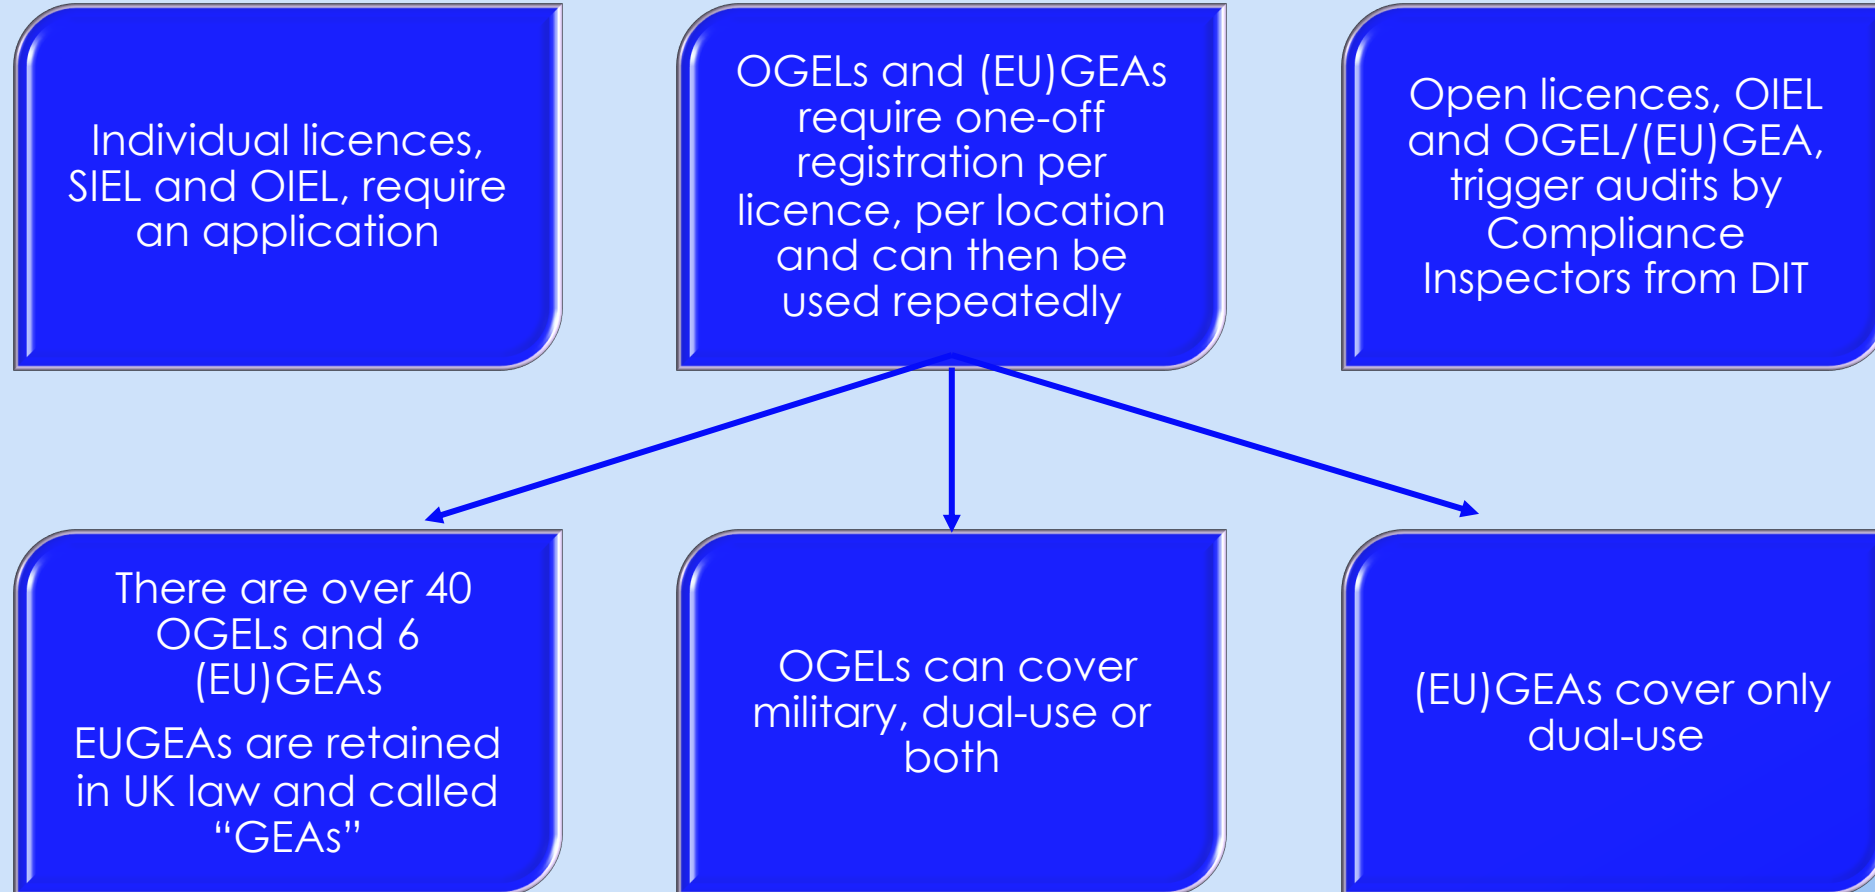 Individual licences,
SIEL and OIEL, require
an application
OGELs and (EU)GEAs
require one-off
registration per
licence, per location
and can then be
used repeatedly
Open licences, OIEL
and OGEL/(EU)GEA,
trigger audits by
Compliance
Inspectors from DIT
There are over 40
OGELs and 6
(EU)GEAs
EUGEAs are retained
in UK law and called
“GEAs”
OGELs can cover
military, dual-use or
both
(EU)GEAs cover only
dual-use